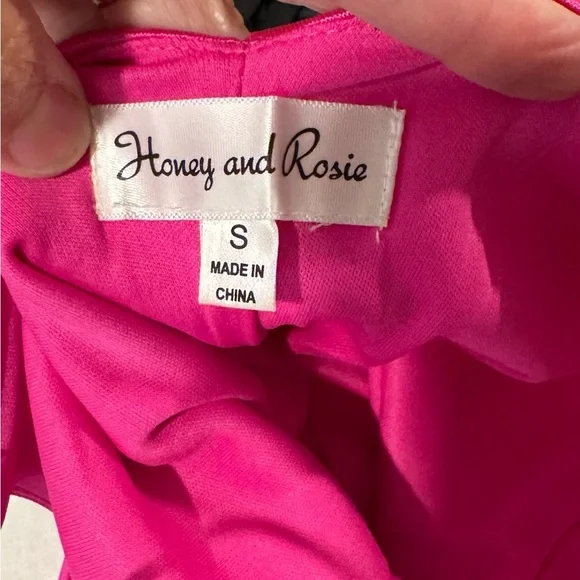 Honey and Rosie
S
MADE IN
CHINA